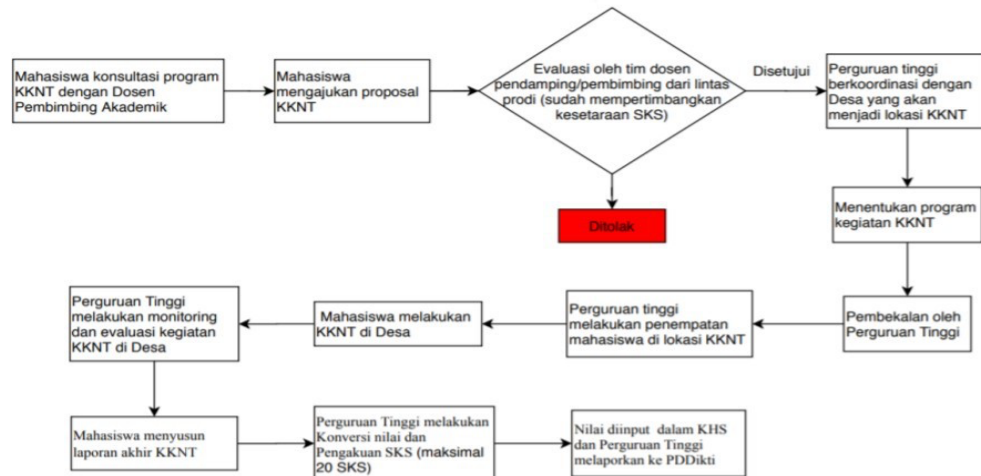 Mahasiswa konsultasi program
KKNT dengan Dosen
Pembimbing Akademik
Mahasiswa
mengajukan proposal
KKNT
Evaluasi oleh tim dosen
pendamping/pembimbing dari lintas
prodi (sudah mempertimbangkan
kesetaraan SKS)
Disetujui
Perguruan tinggi
berkoordinasi dengan
Desa yang akan
menjadi lokasi KKNT
Ditolak
Menentukan program
kegiatan KKNT
Pembekalan oleh
Perguruan Tinggi
Perguruan tinggi
melakukan penempatan
mahasiswa di lokasi KKNT
Mahasiswa melakukan
KKNT di Desa
Perguruan Tinggi
melakukan monitoring
dan evaluasi kegiatan
KKNT di Desa
Mahasiswa menyusun
laporan akhir KKNT
Perguruan Tinggi melakukan
Konversi nilai dan
Pengakuan SKS (maksimal
20 SKS)
Nilai diinput dalam KHS
dan Perguruan Tinggi
melaporkan ke PDDikti